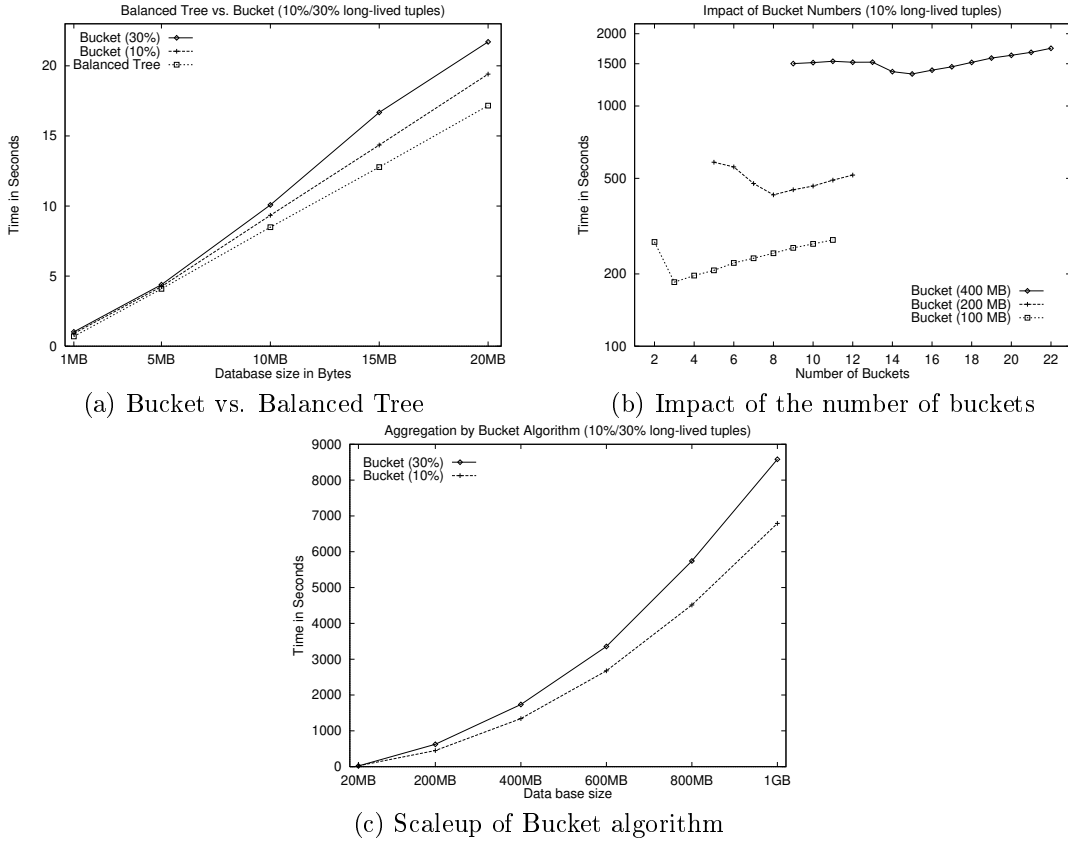 Balanced Tree vs. Bucket (10%/30% long-lived tuples)
Bucket (30%)
Bucket (10%)
Balanced Tree
Time in Seconds
20
15
10
5
0
1MB 5MB 10MB 15MB 20MB
Database size in Bytes
(a) Bucket vs. Balanced Tree
Impact of Bucket Numbers (10% long-lived tuples)
2000
1500
1000
500
200
100
Time in Seconds
Bucket (400 MB)
Bucket (200 MB)
Bucket (100 MB)
2 4 6 8 10 12 14 16 18 20 22
Number of Buckets
(b) Impact of the number of buckets
Aggregation by Bucket Algorithm (10%/30% long-lived tuples)
Bucket (30%)
Bucket (10%)
Time in Seconds
9000
8000
7000
6000
5000
4000
3000
2000
1000
0
20MB 200MB 400MB 600MB 800MB 1GB
Data base size
(c) Scaleup of Bucket algorithm